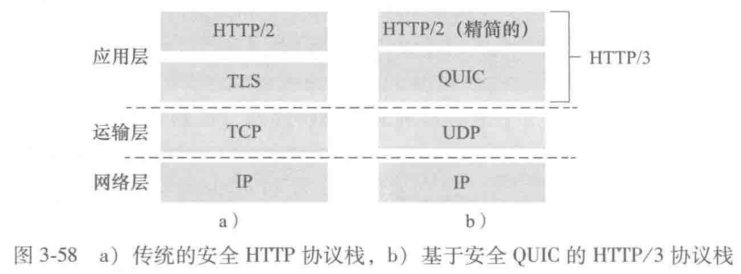 HTTP/2 HTTP/2（精简的）
应用层 HTTP/3
TLS QUIC
运输层 TCP UDP
网络层 IP IP
a） b）
图 3-58 a）传统的安全 HTTP 协议栈，b）基于安全 QUIC 的 HTTP/3 协议栈